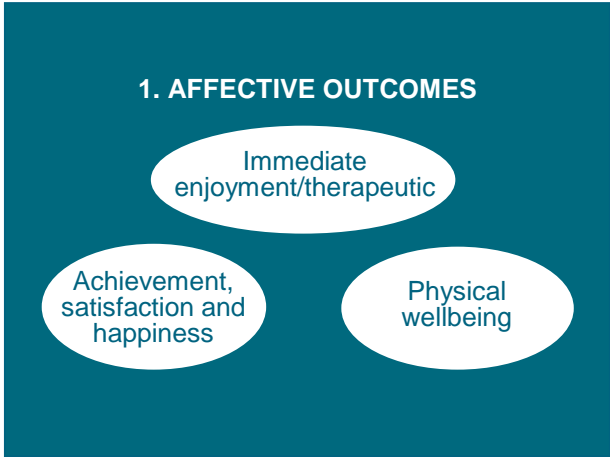 1. AFFECTIVE OUTCOMES
Immediate
enjoyment/therapeutic
Achievement,
satisfaction and
happiness
Physical
wellbeing